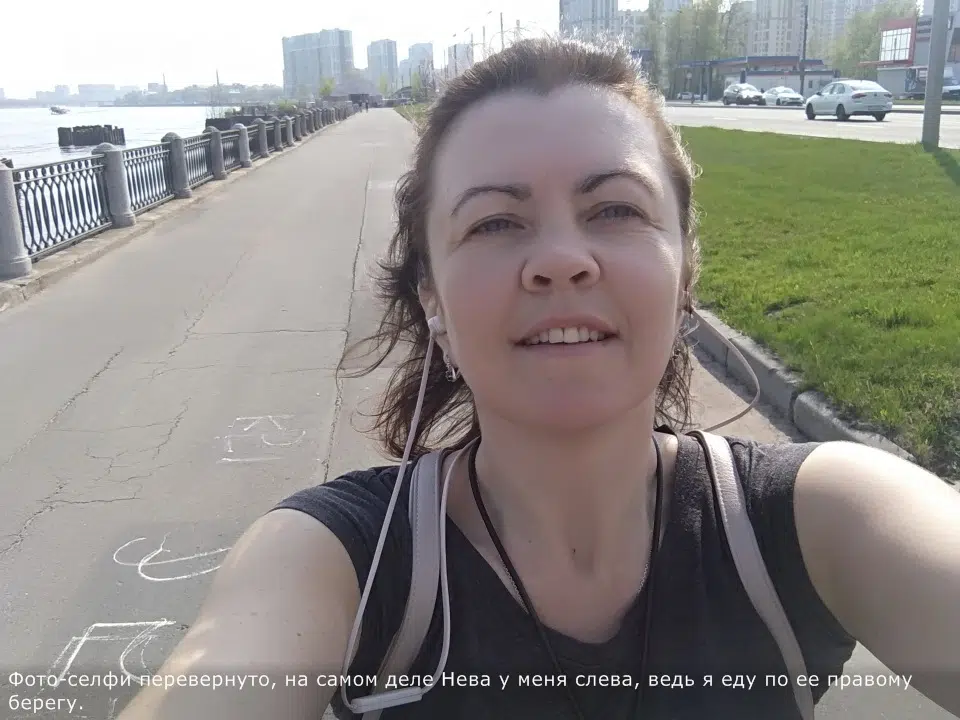 Фото-селфи перевернуто, на самом деле Нева у меня слева, ведь я еду по ее правому
берегу.